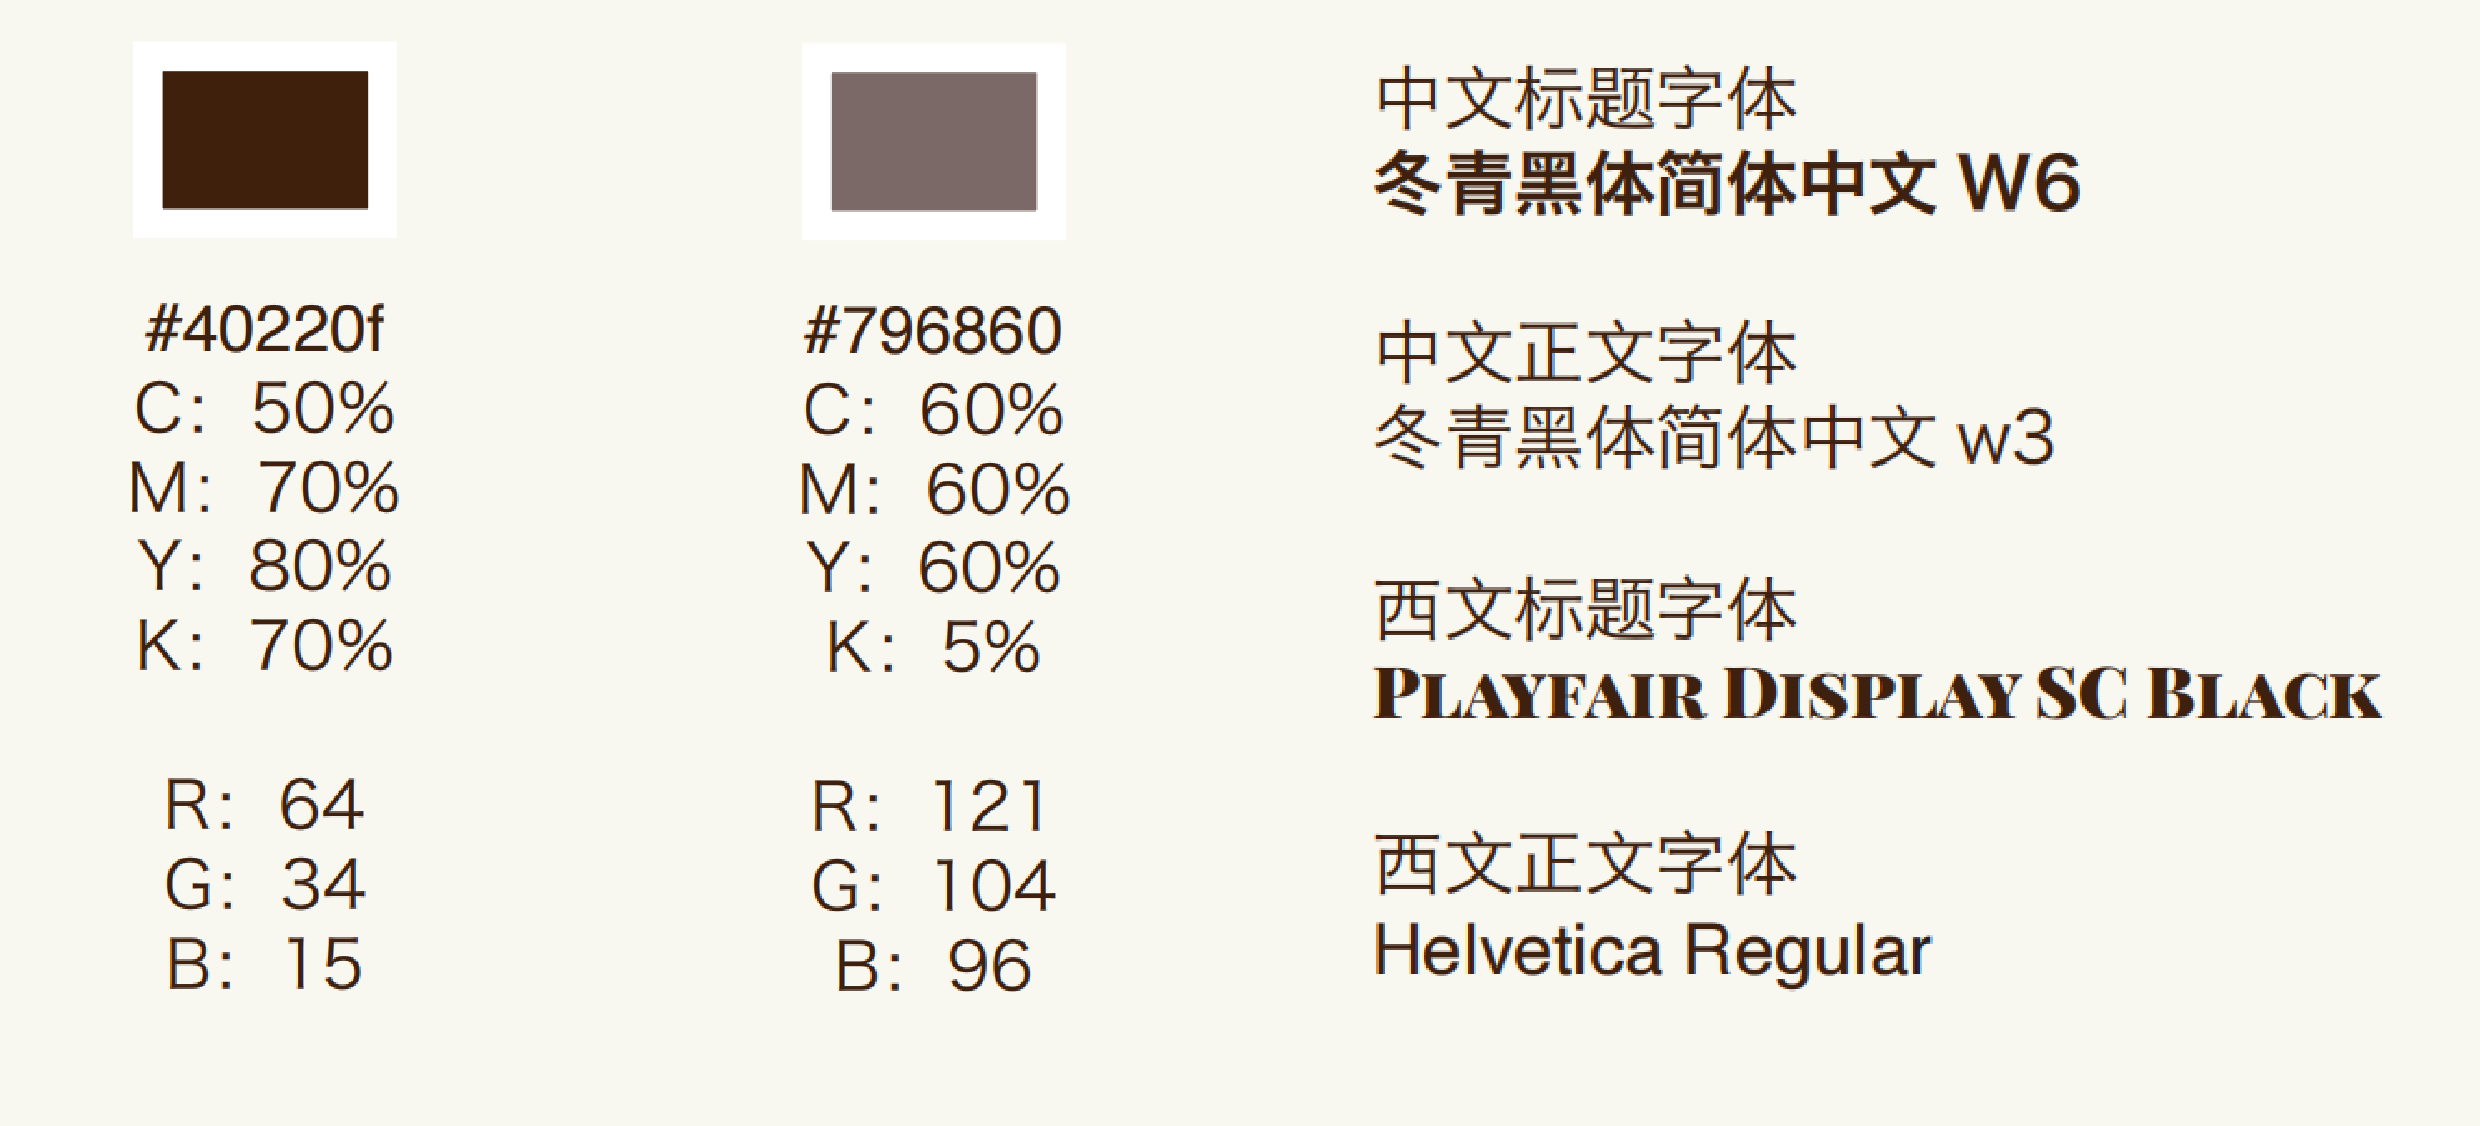 #40220f
C: 50%
M: 70%
Y: 80%
K: 70%
R: 64
G: 34
B: 15
#796860
C: 60%
M: 60%
Y: 60%
K: 5%
R: 121
G: 104
B: 96
中文标题字体
冬青黑体简体中文 W6
中文正文字体
冬青黑体简体中文 w3
西文标题字体
PLAYFAIR DISPLAY SC BLACK
西文正文字体
Helvetica Regular